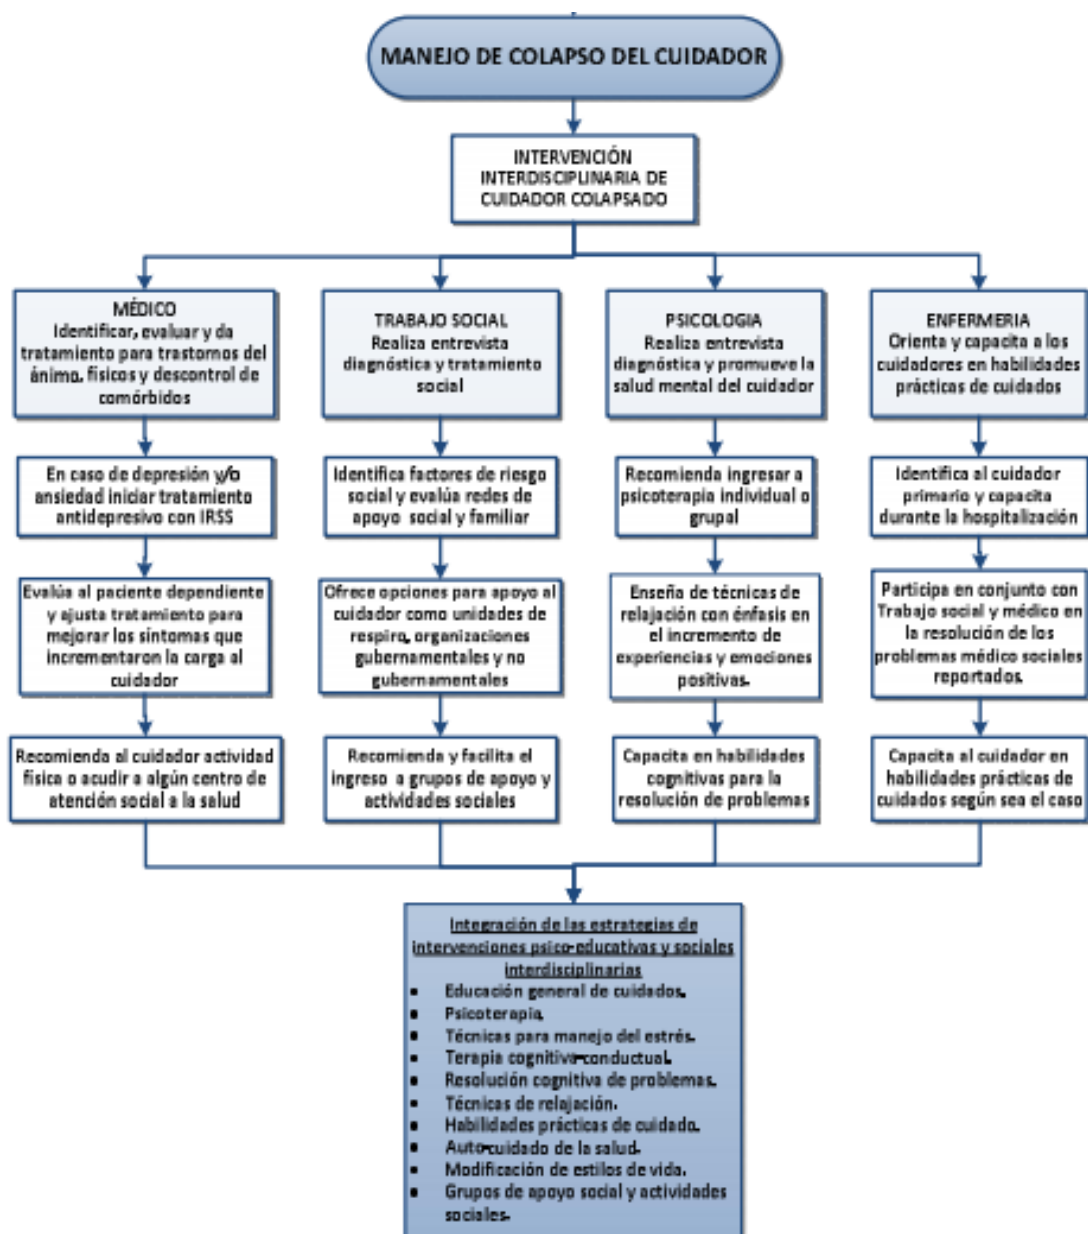 MANEJO DE COLAPSO DEL CUIDADOR
INTERVENCIÓN
INTERDISCIPLINARIA DE
CUIDADOR COLAPSADO
MÉDICO
Identificar, evaluar y da
tratamiento para trastornos del
ánimo, físicos y descontrol de
comórbidos
En caso de depresión y/o
ansiedad iniciar tratamiento
antidepresivo con IRSS
Evalúa al paciente dependiente
y ajusta tratamiento para
mejorar los síntomas que
incrementaron la carga al
cuidador
Recomienda al cuidador actividad
física o acudir a algún centro de
atención social a la salud
TRABAJO SOCIAL
Realiza entrevista
diagnóstica y tratamiento
social
Identifica factores de riesgo
social y evalúa redes de
apoyo social y familiar
Ofrece opciones para apoyo al
cuidador como unidades de
respiro, organizaciones
gubernamentales y no
gubernamentales
Recomienda y facilita el
ingreso a grupos de apoyo y
actividades sociales
PSICOLOGIA
Realiza entrevista
diagnóstica y promueve la
salud mental del cuidador
Recomienda ingresar a
psicoterapia individual o
grupal
Enseña de técnicas de
relajación con énfasis en
el incremento de
experiencias y emociones
positivas.
Capacita en habilidades
cognitivas para la
resolución de problemas
ENFERMERIA
Orienta y capacita a los
cuidadores en habilidades
prácticas de cuidados
Identifica al cuidador
primario y capacita
durante la hospitalización
Participa en conjunto con
Trabajo social y médico en
la resolución de los
problemas médico sociales
reportados.
Capacita al cuidador en
habilidades prácticas de
cuidados según sea el caso
Integración de las estrategias de
intervenciones psico-educativas y sociales
interdisciplinarias
• Educación general de cuidados.
• Psicoterapia.
• Técnicas para manejo del estrés.
• Terapia cognitiva-conductual.
• Resolución cognitiva de problemas.
• Técnicas de relajación.
• Habilidades prácticas de cuidado.
• Auto-cuidado de la salud.
• Modificación de estilos de vida.
• Grupos de apoyo social y actividades
sociales.